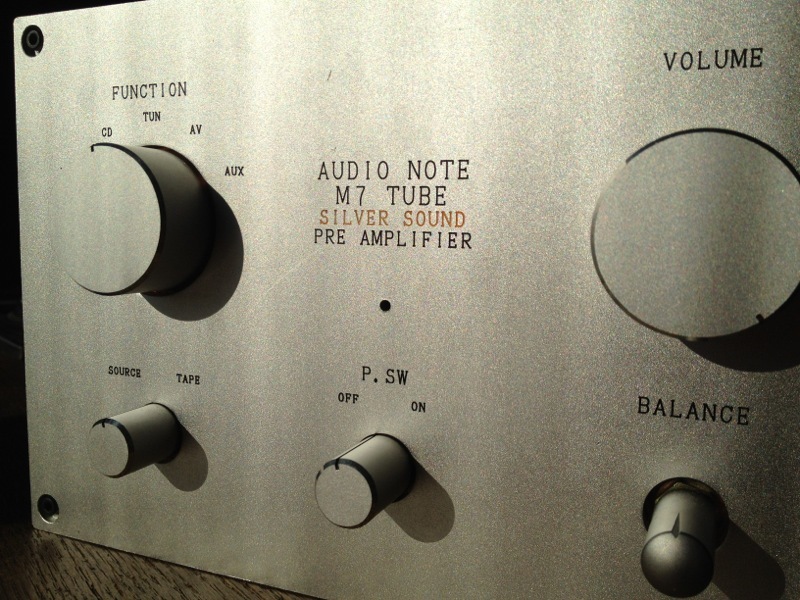 FUNCTION
CD TUN AV AUX
AUDIO NOTE
M7 TUBE
SILVER SOUND
PRE AMPLIFIER
VOLUME
SOURCE TAPE
P.SW
OFF ON
BALANCE